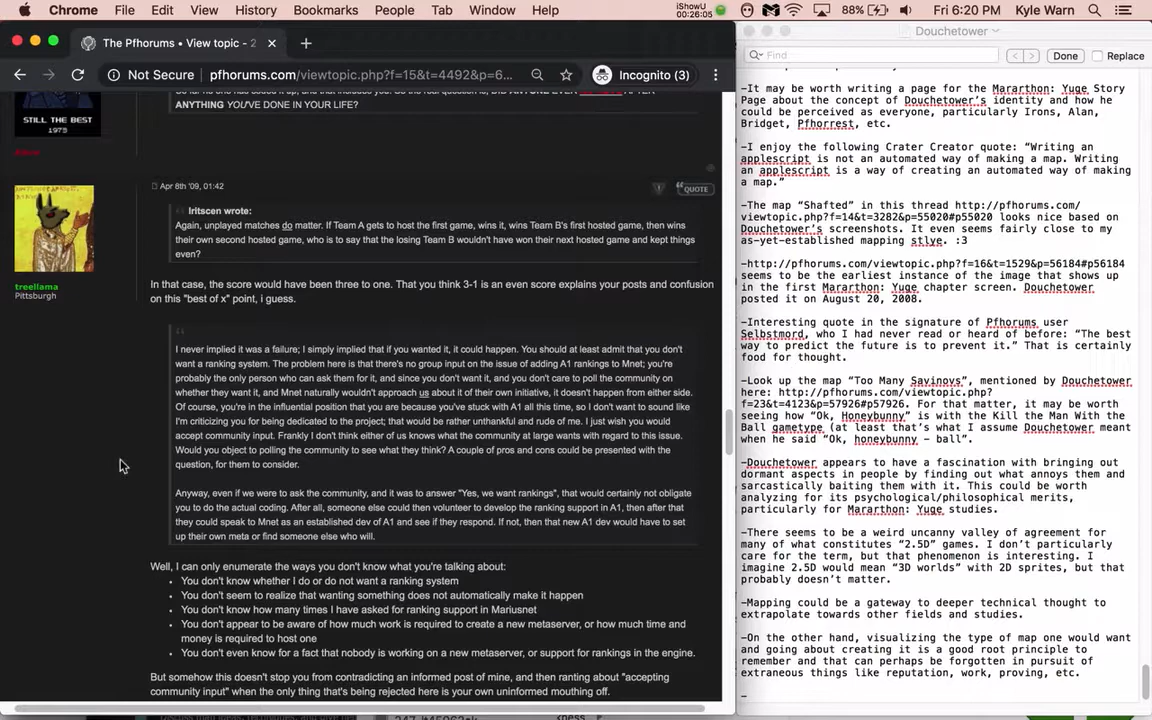 Chrome File Edit View History Bookmarks People Tab Window Help iShowU 00:26:05 88% Fri 6:20 PM Kyle Warn
The Pfhorums • View topic - 2
Not Secure pfhorums.com/viewtopic.php?f=15&t=4492&p=6... Incognito (3)
ANYTHING YOU'VE DONE IN YOUR LIFE?
STILL THE BEST
1973
Apr 8th '09, 01:42
QUOTE
treellama
Pittsburgh
Iritscen wrote:
Again, unplayed matches do matter. If Team A gets to host the first game, wins it, wins Team B's first hosted game, then wins
their own second hosted game, who is to say that the losing Team B wouldn't have won their next hosted game and kept things
even?
In that case, the score would have been three to one. That you think 3-1 is an even score explains your posts and confusion
on this "best of x" point, i guess.
I never implied it was a failure; I simply implied that if you wanted it, it could happen. You should at least admit that you don't
want a ranking system. The problem here is that there's no group input on the issue of adding A1 rankings to Mnet; you're
probably the only person who can ask them for it, and since you don't want it, and you don't care to poll the community on
whether they want it, and Mnet naturally wouldn't approach us about it of their own initiative, it doesn't happen from either side.
Of course, you're in the influential position that you are because you've stuck with A1 all this time, so I don't want to sound like
I'm criticizing you for being dedicated to the project; that would be rather unthankful and rude of me. I just wish you would
accept community input. Frankly I don't think either of us knows what the community at large wants with regard to this issue.
Would you object to polling the community to see what they think? A couple of pros and cons could be presented with the
question, for them to consider.
Anyway, even if we were to ask the community, and it was to answer "Yes, we want rankings", that would certainly not obligate
you to do the actual coding. After all, someone else could then volunteer to develop the ranking support in A1, then after that
they could speak to Mnet as an established dev of A1 and see if they respond. If not, then that new A1 dev would have to set
up their own meta or find someone else who will.
Well, I can only enumerate the ways you don't know what you're talking about:
• You don't know whether I do or do not want a ranking system
• You don't seem to realize that wanting something does not automatically make it happen
• You don't know how many times I have asked for ranking support in Mariusnet
• You don't appear to be aware of how much work is required to create a new metaserver, or how much time and
money is required to host one
• You don't even know for a fact that nobody is working on a new metaserver, or support for rankings in the engine.
But somehow this doesn't stop you from contradicting an informed post of mine, and then ranting about "accepting
community input" when the only thing that's being rejected here is your own uninformed mouthing off.
Douchetower
Find Done Replace
-It may be worth writing a page for the Mararthon: Yuge Story
Page about the concept of Douchetower's identity and how he
could be perceived as everyone, particularly Irons, Alan,
Bridget, Pfhorrest, etc.
-I enjoy the following Crater Creator quote: "Writing an
applescript is not an automated way of making a map. Writing
an applescript is a way of creating an automated way of making
a map."
-The map "Shafted" in this thread http://pfhorums.com/
viewtopic.php?f=14&t=3282&p=55020#p55020 looks nice based on
Douchetower's screenshots. It even seems fairly close to my
as-yet-established mapping stlye. :3
-http://pfhorums.com/viewtopic.php?f=16&t=1529&p=56184#p56184
seems to be the earliest instance of the image that shows up
in the first Mararthon: Yuge chapter screen. Douchetower
posted it on August 20, 2008.
-Interesting quote in the signature of Pfhorums user
Selbstmord, who I had never read or heard of before: "The best
way to predict the future is to prevent it." That is certainly
food for thought.
-Look up the map "Too Many Savinovs", mentioned by Douchetower
here: http://pfhorums.com/viewtopic.php?
f=23&t=4123&p=57926#p57926. For that matter, it may be worth
seeing how "Ok, Honeybunny" is with the Kill the Man With the
Ball gametype (at least that's what I assume Douchetower meant
when he said "Ok, honeybunny - ball").
-Douchetower appears to have a fascination with bringing out
dormant aspects in people by finding out what annoys them and
sarcastically baiting them with it. This could be worth
analyzing for its psychological/philosophical merits,
particularly for Mararthon: Yuge studies.
-There seems to be a weird uncanny valley of agreement for
many of what constitutes "2.5D" games. I don't particularly
care for the term, but that phenomenon is interesting. I
imagine 2.5D would mean "3D worlds" with 2D sprites, but that
probably doesn't matter.
-Mapping could be a gateway to deeper technical thought to
extrapolate towards other fields and studies.
-On the other hand, visualizing the type of map one would want
and going about creating it is a good root principle to
remember and that can perhaps be forgotten in pursuit of
extraneous things like reputation, work, proving, etc.
-